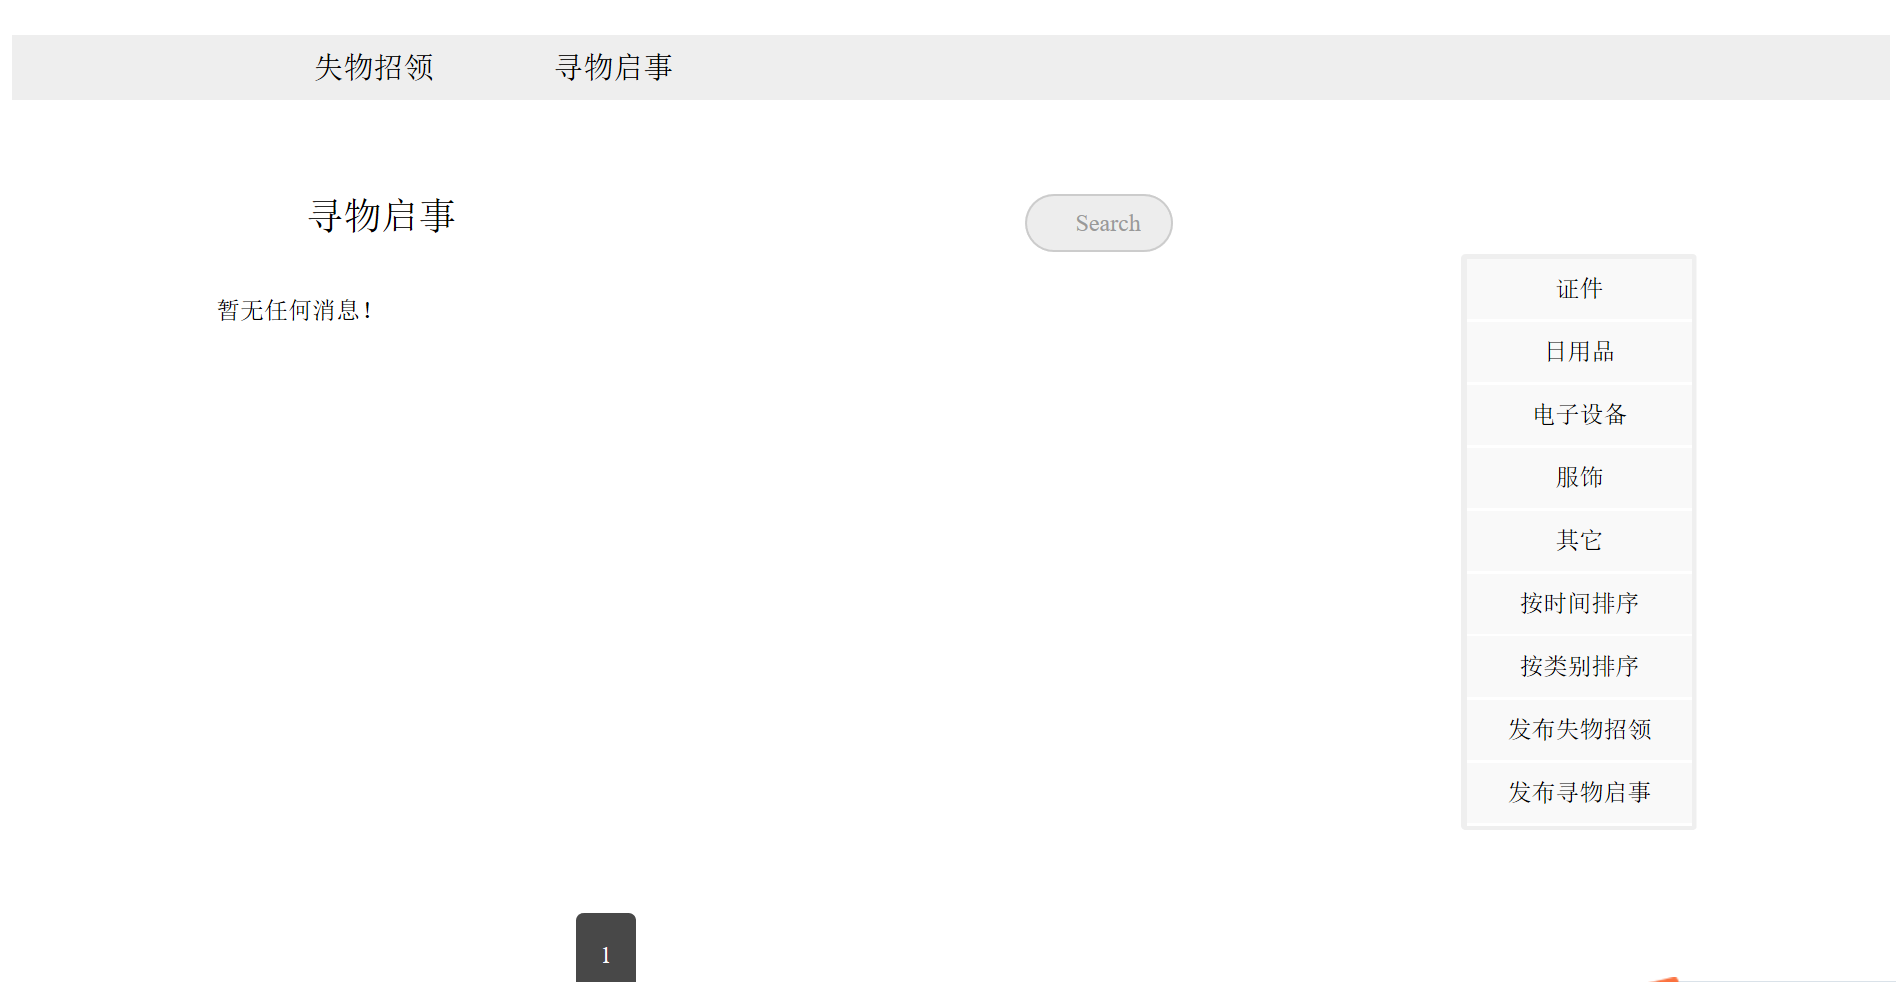 失物招领 寻物启事
寻物启事
Search
暂无任何消息！
证件
日用品
电子设备
服饰
其它
按时间排序
按类别排序
发布失物招领
发布寻物启事
1